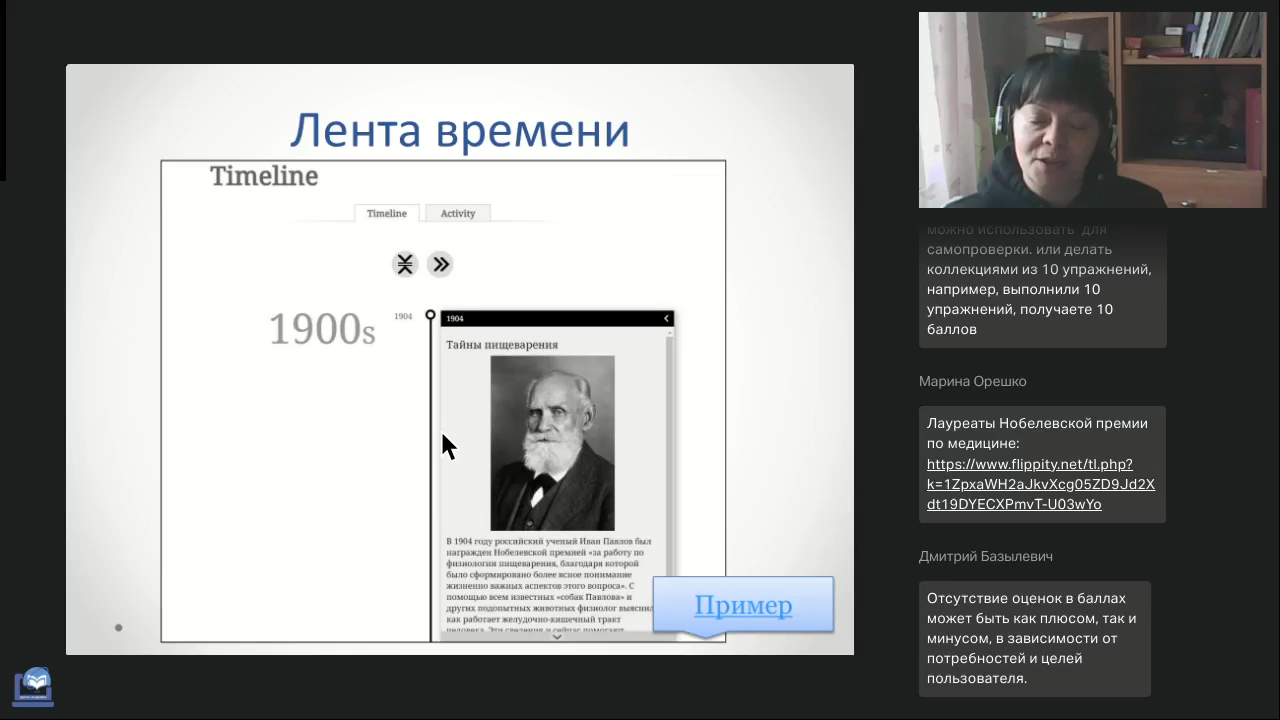 Лента времени
Timeline
Timeline
Activity
1900s
1904
1904
Тайны пищеварения
В 1904 году российский ученый Иван Павлов был
награжден Нобелевской премией «за работу по
физиологии пищеварения, благодаря которой
было сформировано более ясное понимание
жизненно важных аспектов этого вопроса». С
помощью всем известных «собак Павлова» и
других подопытных животных физиолог выяснил
как работает желудочно-кишечный тракт
человека. Эти сведения и сейчас помогают
Пример
можно использовать для
самопроверки. или делать
коллекциями из 10 упражнений,
например, выполнили 10
упражнений, получаете 10
баллов
Марина Орешко
Лауреаты Нобелевской премии
по медицине:
https://www.flippity.net/tl.php?
k=1ZpxaWH2aJkvXcg05ZD9Jd2X
dt19DYECXPmvT-U03wYo
Дмитрий Базылевич
Отсутствие оценок в баллах
может быть как плюсом, так и
минусом, в зависимости от
потребностей и целей
пользователя.